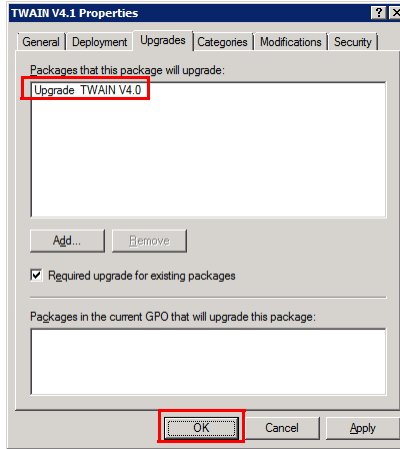 TWAIN V4.1 Properties
General Deployment Upgrades Categories Modifications Security
Packages that this package will upgrade:
Upgrade TWAIN V4.0
Add... Remove
Required upgrade for existing packages
Packages in the current GPO that will upgrade this package:
OK Cancel Apply